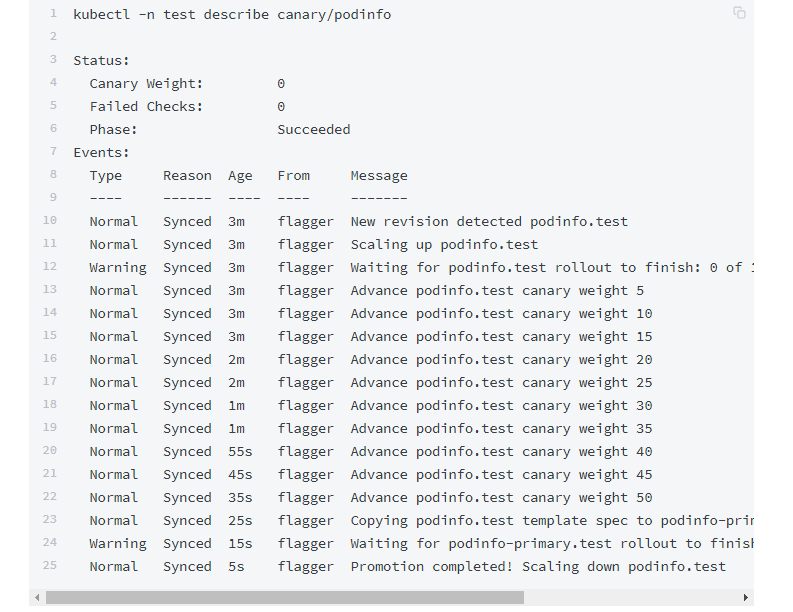 1 kubectl -n test describe canary/podinfo
2
3 Status:
4 Canary Weight: 0
5 Failed Checks: 0
6 Phase: Succeeded
7 Events:
8 Type Reason Age From Message
9 ---- ------ ---- ---- -------
10 Normal Synced 3m flagger New revision detected podinfo.test
11 Normal Synced 3m flagger Scaling up podinfo.test
12 Warning Synced 3m flagger Waiting for podinfo.test rollout to finish: 0 of
13 Normal Synced 3m flagger Advance podinfo.test canary weight 5
14 Normal Synced 3m flagger Advance podinfo.test canary weight 10
15 Normal Synced 3m flagger Advance podinfo.test canary weight 15
16 Normal Synced 2m flagger Advance podinfo.test canary weight 20
17 Normal Synced 2m flagger Advance podinfo.test canary weight 25
18 Normal Synced 1m flagger Advance podinfo.test canary weight 30
19 Normal Synced 1m flagger Advance podinfo.test canary weight 35
20 Normal Synced 55s flagger Advance podinfo.test canary weight 40
21 Normal Synced 45s flagger Advance podinfo.test canary weight 45
22 Normal Synced 35s flagger Advance podinfo.test canary weight 50
23 Normal Synced 25s flagger Copying podinfo.test template spec to
24 Warning Synced 15s flagger Waiting for podinfo-primary.test rollout to finish
25 Normal Synced 5s flagger Promotion completed! Scaling down podinfo.test